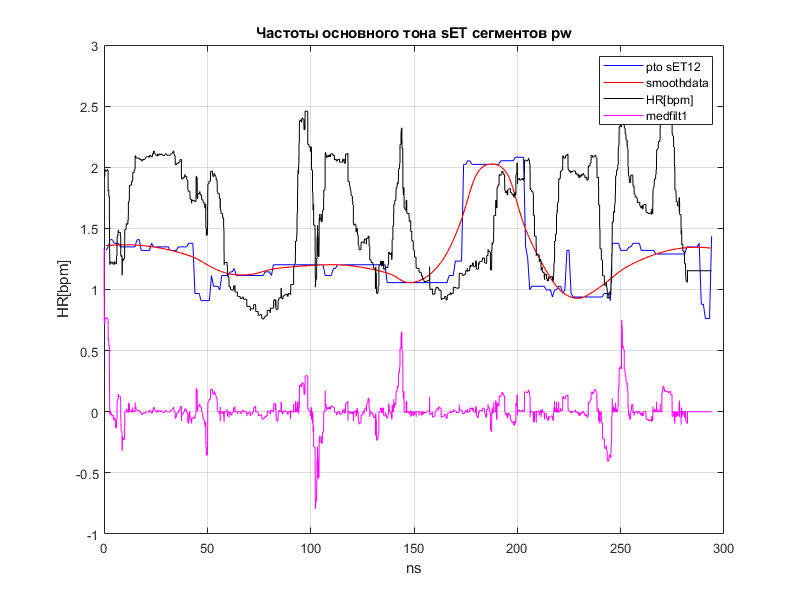 Частоты основного тона sET сегментов pw
pto sET12
smoothdata
HR[bpm]
medfilt1
3
2.5
2
1.5
1
0.5
0
-0.5
-1
HR[bpm]
0 50 100 150 200 250 300
ns